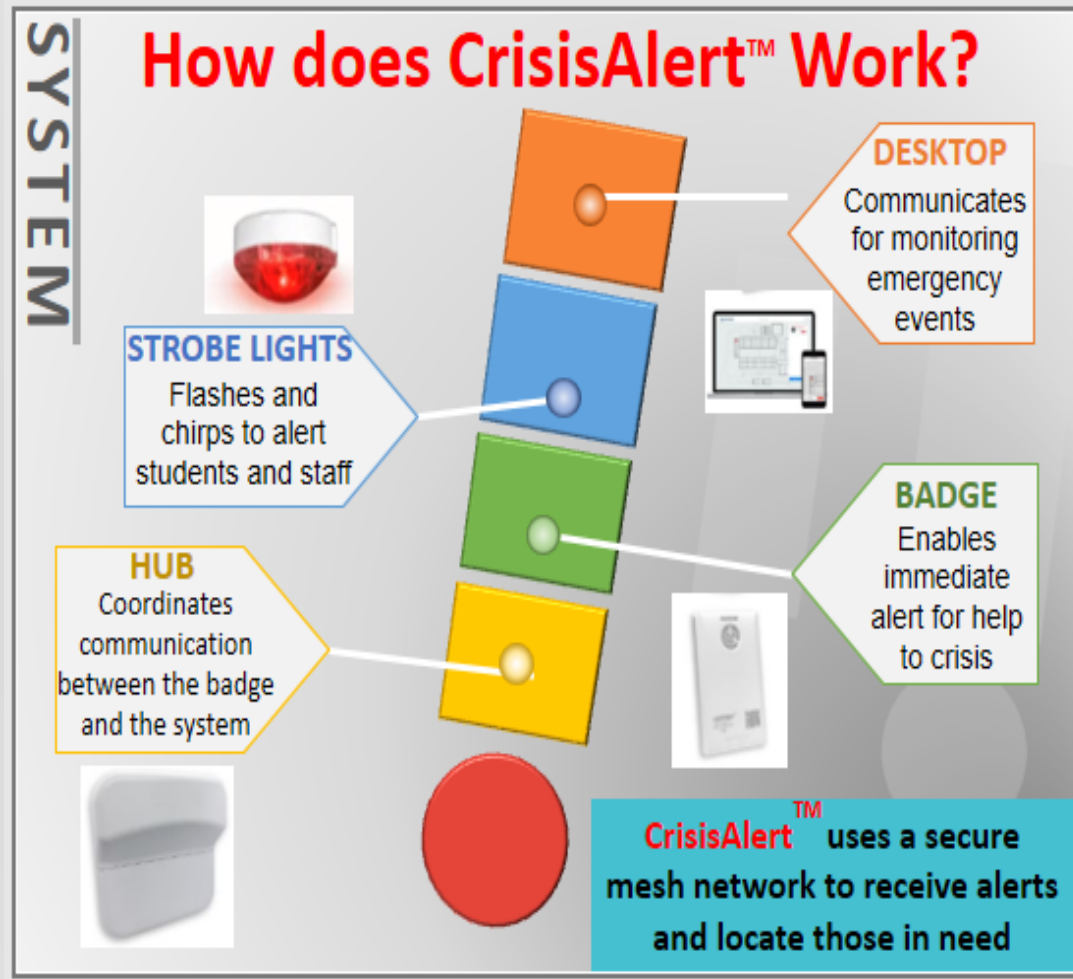 SYSTEM
How does CrisisAlert™ Work?
DESKTOP
Communicates
for monitoring
emergency
events
STROBE LIGHTS
Flashes and
chirps to alert
students and staff
BADGE
Enables
immediate
alert for help
to crisis
HUB
Coordinates
communication
between the badge
and the system
CrisisAlert™ uses a secure
mesh network to receive alerts
and locate those in need